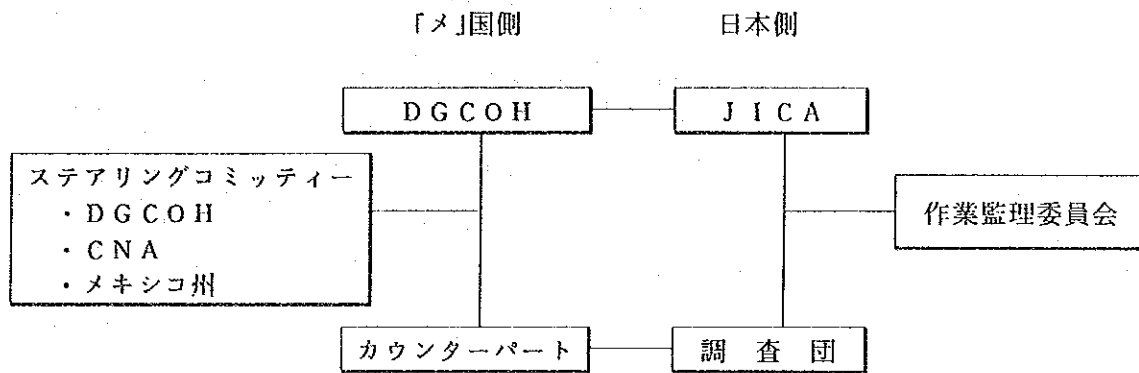 「メ」国側 日本側
DGCOH JICA
ステアリングコミッティー
・DGCOH
・CNA
・メキシコ州
作業監理委員会
カウンターパート 調査団